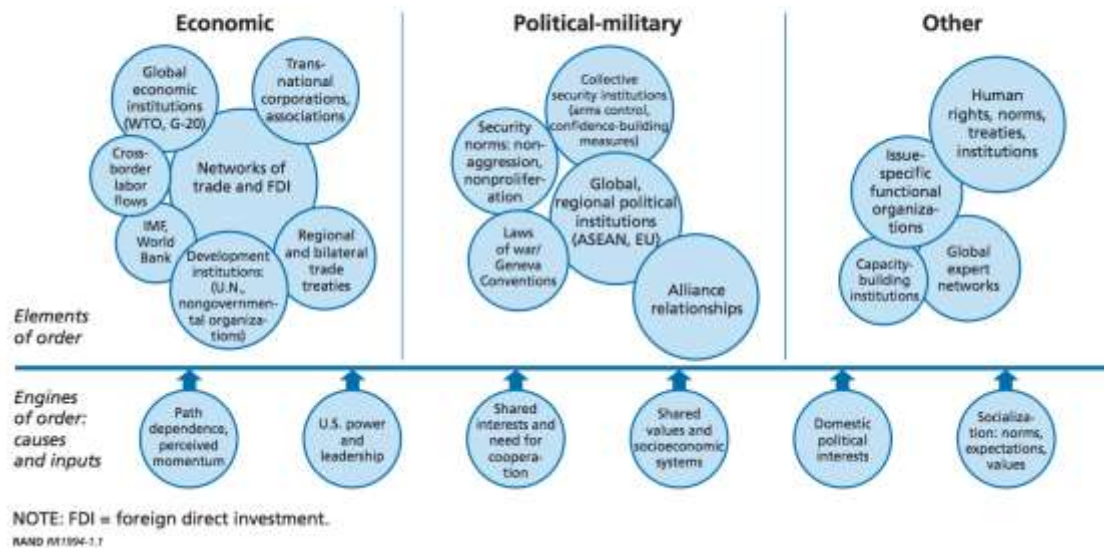 Economic
Political-military
Other
Global
economic
institutions
(WTO, G-20)
Trans-
national
corporations,
associations
Cross-
border
labor
flows
Networks of
trade and FDI
IMF,
World
Bank
Development
institutions:
(U.N.,
nongovernmen-
tal organiza-
tions)
Regional
and bilateral
trade
treaties
Collective
security institutions
(arms control,
confidence-building
measures)
Security
norms: non-
aggression,
nonprolifer-
ation
Global,
regional political
institutions
(ASEAN, EU)
Laws
of war/
Geneva
Conventions
Alliance
relationships
Human
rights, norms,
treaties,
institutions
Issue-
specific
functional
organiza-
tions
Capacity-
building
institutions
Global
expert
networks
Elements
of order
Engines
of order:
causes
and inputs
Path
dependence,
perceived
momentum
U.S. power
and
leadership
Shared
interests and
need for
coopera-
tion
Shared
values and
socioeconomic
systems
Domestic
political
interests
Socializa-
tion: norms,
expectations,
values
NOTE: FDI = foreign direct investment.
RAND RR1994-1.1